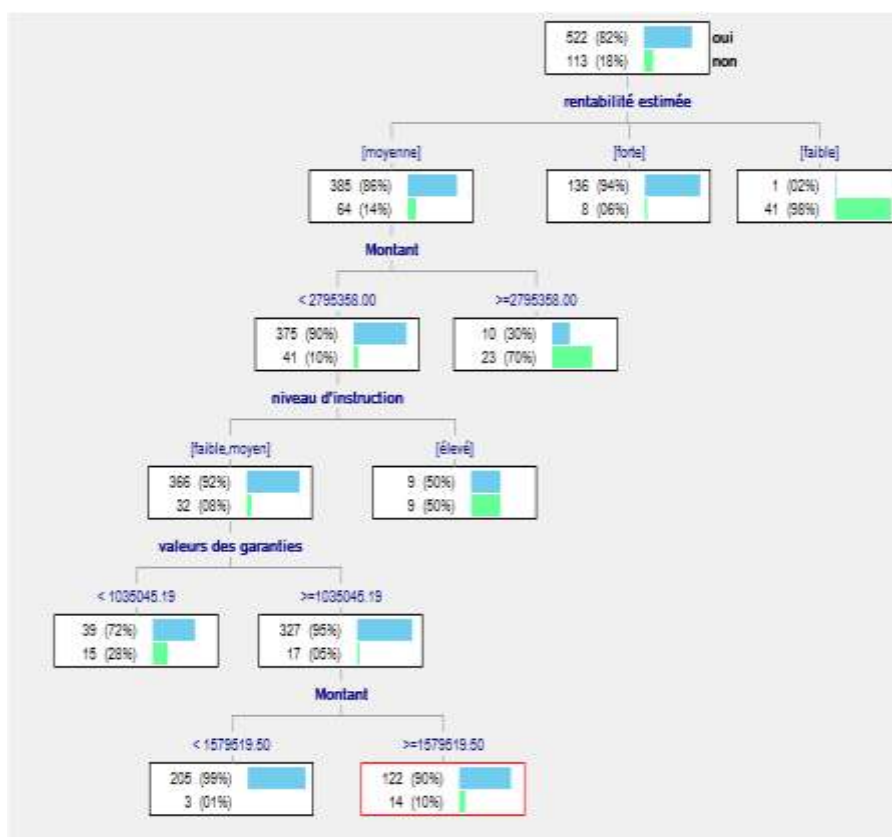 522 (82%) oui
113 (18%) non
rentabilité estimée
[moyenne] [forte] [faible]
385 (86%) 136 (94%) 1 (02%)
64 (14%) 8 (06%) 41 (98%)
Montant
< 2795358.00 >=2795358.00
375 (90%) 10 (30%)
41 (10%) 23 (70%)
niveau d'instruction
[faible,moyen] [élevé]
366 (92%) 9 (50%)
32 (08%) 9 (50%)
valeurs des garanties
< 1035045.19 >=1035045.19
39 (72%) 327 (95%)
15 (28%) 17 (05%)
Montant
< 1579519.50 >=1579519.50
205 (99%) 122 (90%)
3 (01%) 14 (10%)